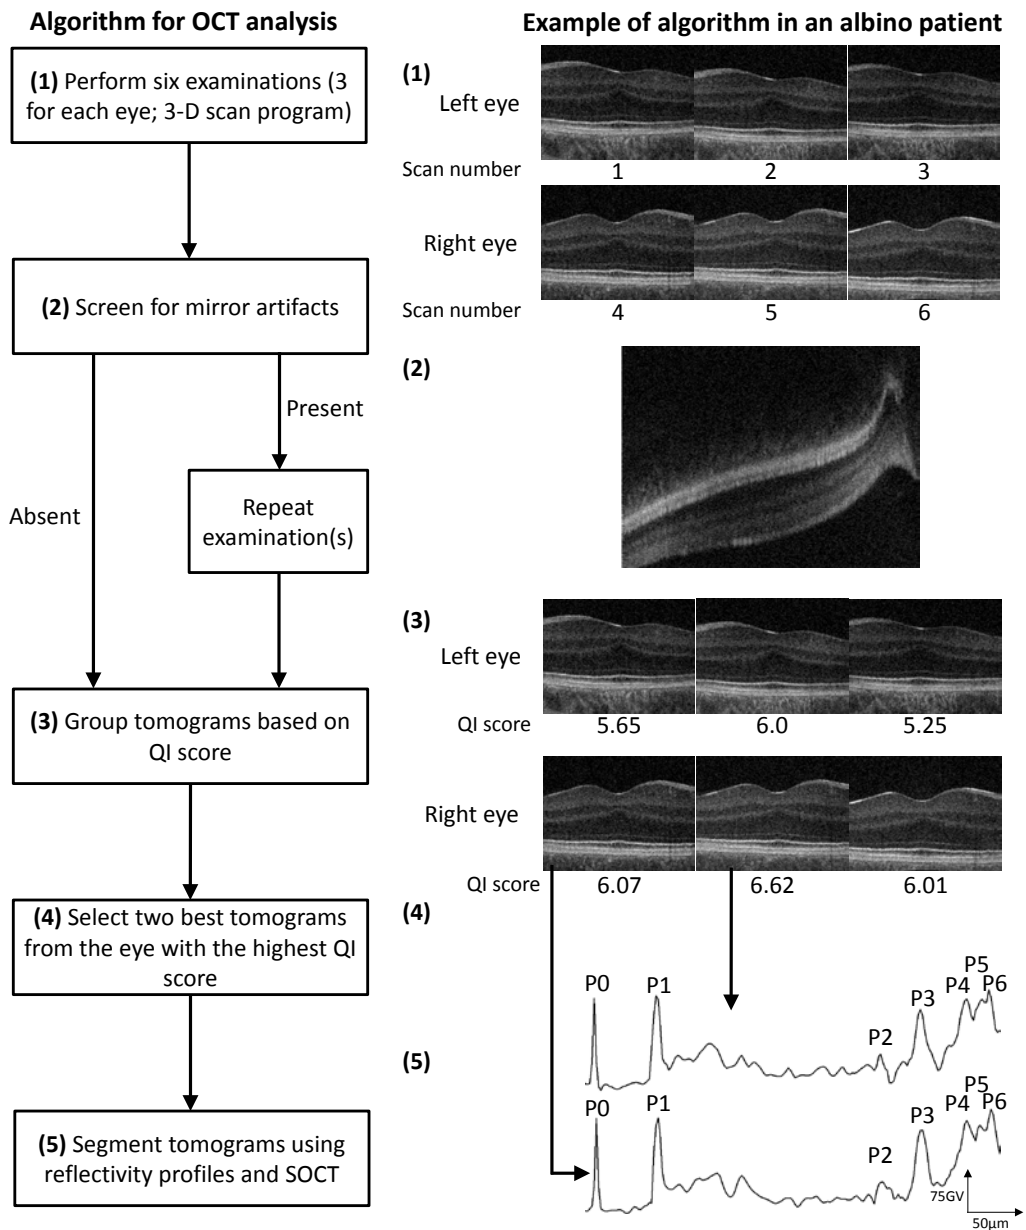 Algorithm for OCT analysis
(1) Perform six examinations (3
for each eye; 3-D scan program)
(2) Screen for mirror artifacts
Present
Absent
Repeat
examination(s)
(3) Group tomograms based on
QI score
(4) Select two best tomograms
from the eye with the highest QI
score
(5) Segment tomograms using
reflectivity profiles and SOCT
Example of algorithm in an albino patient
(1)
Left eye
Scan number 1 2 3
Right eye
Scan number 4 5 6
(2)
(3)
Left eye
QI score 5.65 6.0 5.25
Right eye
QI score 6.07 6.62 6.01
(4)
P0 P1 P2 P3 P4 P5 P6
(5)
P0 P1 P2 P3 P4 P5 P6
75GV
50µm